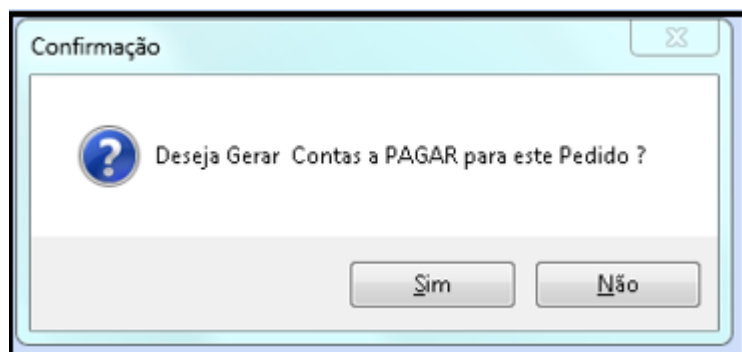 Confirmação
Deseja Gerar  Contas a PAGAR para este Pedido ?
Sim
Não